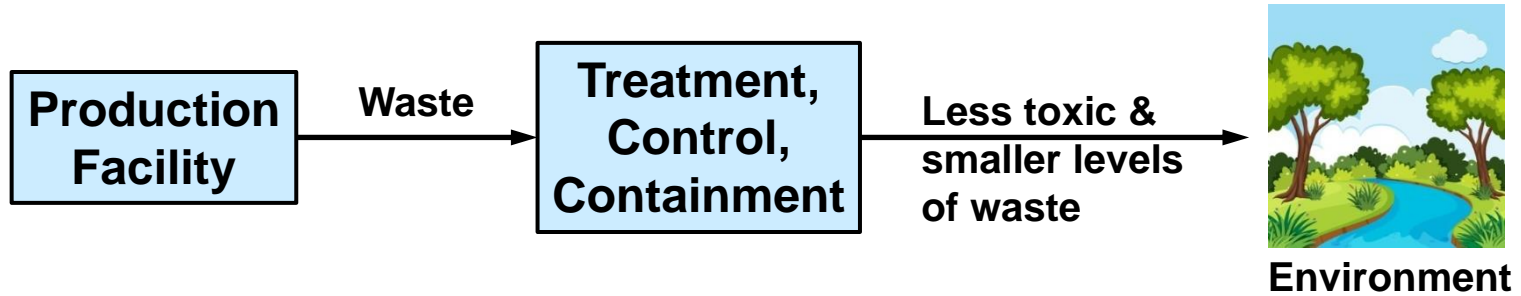 Production
Facility
Waste
Treatment,
Control,
Containment
Less toxic &
smaller levels
of waste
Environment